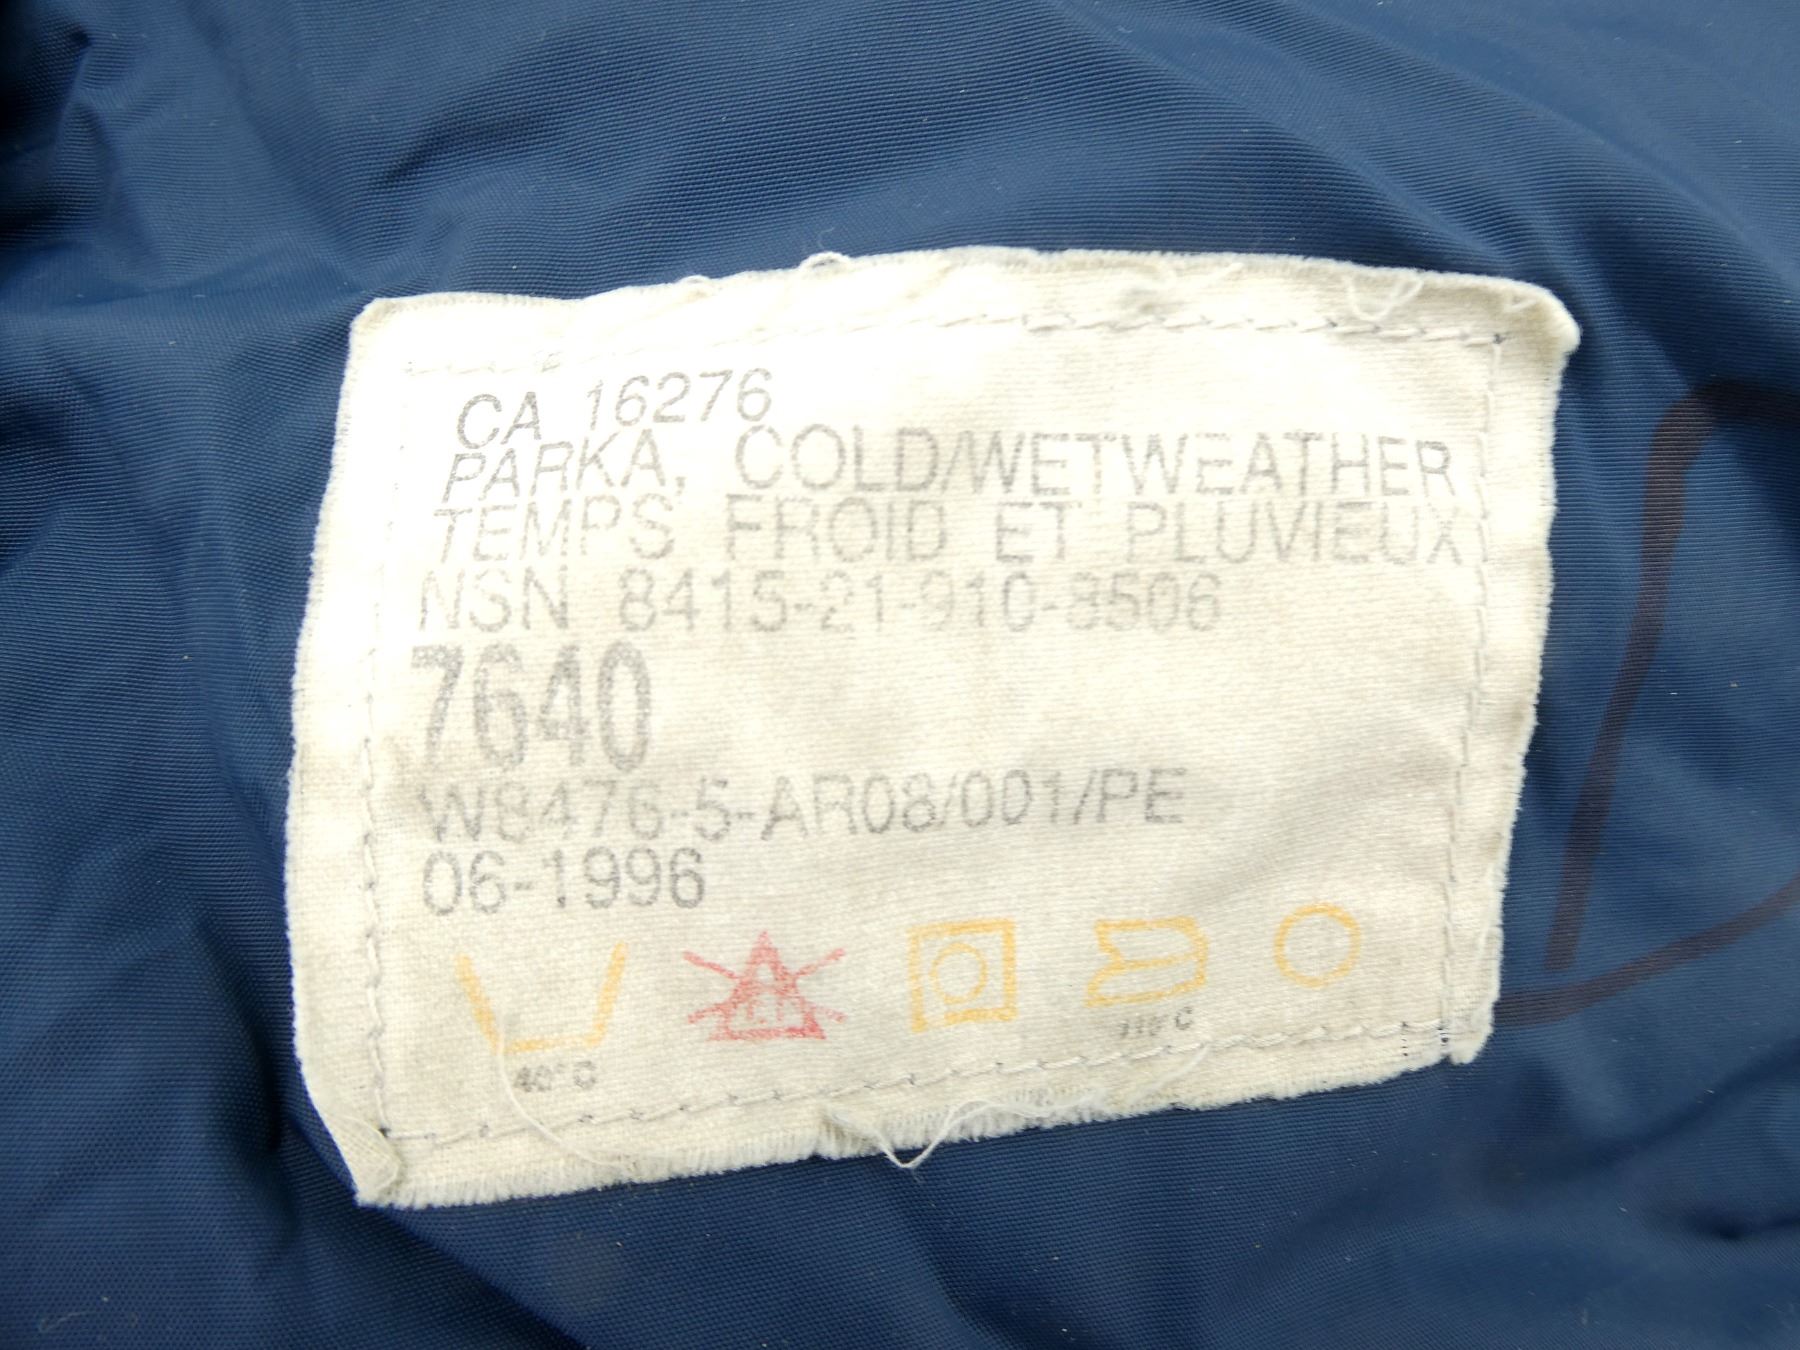 CA 16276
PARKA, COLD/WETWEATHER
TEMPS FROID ET PLUVIEUX
NSN 8415-21-910-8506
7640
W8476-5-AR08/001/PE
06-1996
40°C
110°C